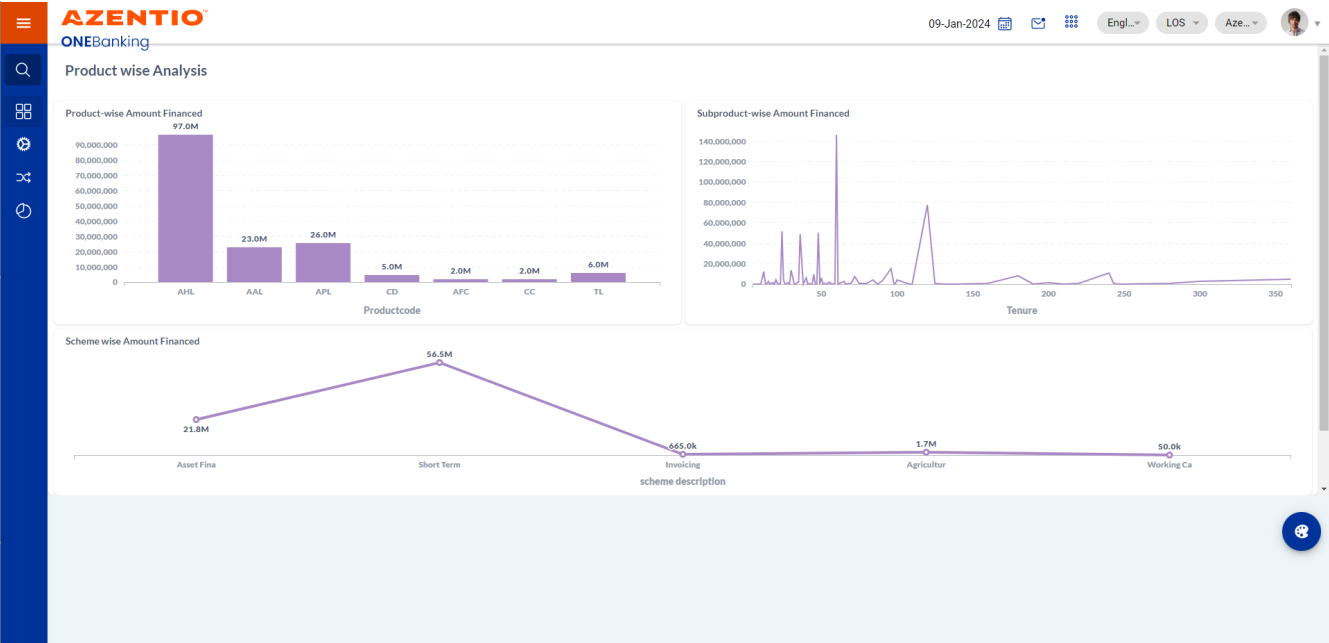 AZENTIO™
ONEBanking
09-Jan-2024
Engl...
LOS
Aze...
Product wise Analysis
Product-wise Amount Financed
97.0M
90,000,000
80,000,000
70,000,000
60,000,000
50,000,000
40,000,000
30,000,000
20,000,000
10,000,000
0
23.0M
26.0M
5.0M
2.0M
2.0M
6.0M
AHL AAL APL CD AFC CC TL
Productcode
Subproduct-wise Amount Financed
140,000,000
120,000,000
100,000,000
80,000,000
60,000,000
40,000,000
20,000,000
0
50 100 150 200 250 300 350
Tenure
Scheme wise Amount Financed
56.5M
21.8M
665.0k
1.7M
50.0k
Asset Fina Short Term Invoicing Agricultur Working Ca
scheme description